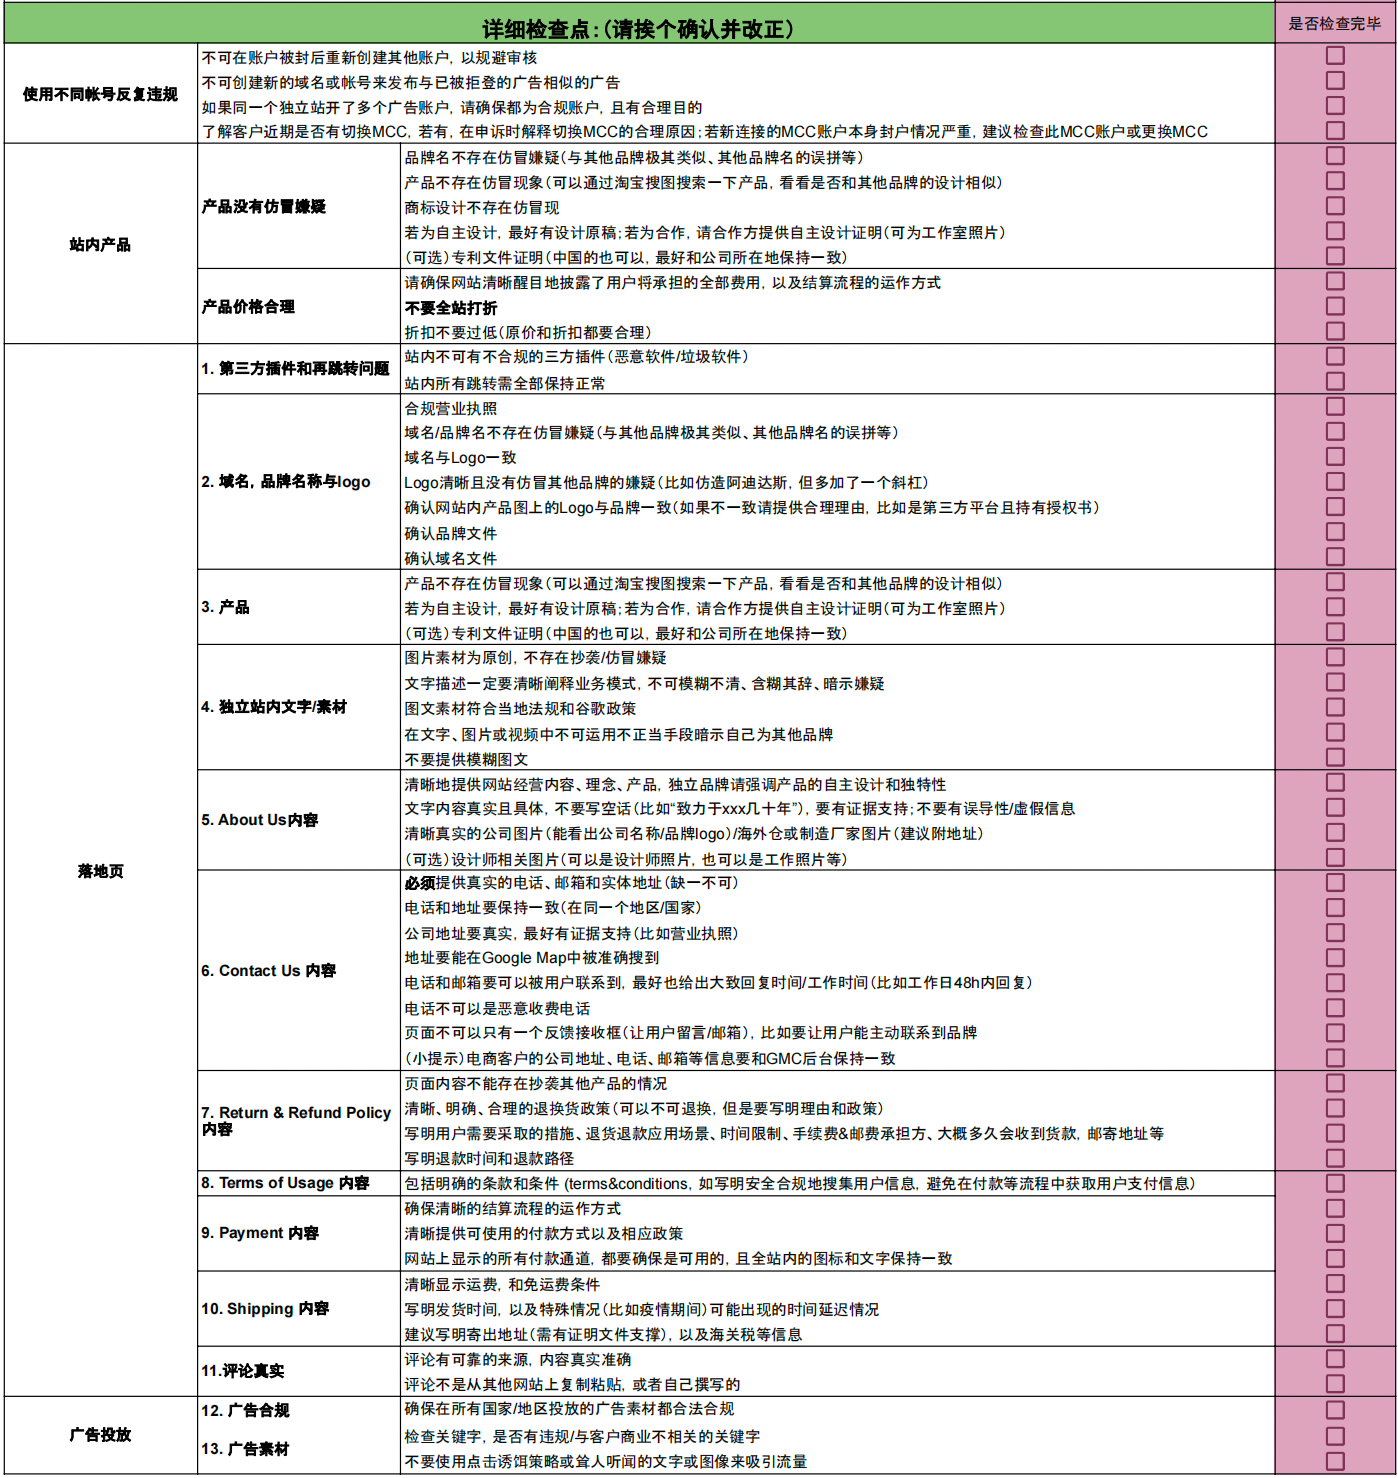 详细检查点：（请挨个确认并改正）
是否检查完毕
使用不同帐号反复违规
不可在账户被封后重新创建其他账户，以规避审核
不可创建新的域名或帐号来发布与已被拒登的广告相似的广告
如果同一个独立站开了多个广告账户，请确保都为合规账户，且有合理目的
了解客户近期是否有切换MCC，若有，在申诉时解释切换MCC的合理原因；若新连接的MCC账户本身封户情况严重，建议检查此MCC账户或更换MCC
站内产品
产品没有仿冒嫌疑
品牌名不存在仿冒嫌疑（与其他品牌极其类似、其他品牌名的误拼等）
产品不存在仿冒现象（可以通过淘宝搜图搜索一下产品，看看是否和其他品牌的设计相似）
商标设计不存在仿冒现
若为自主设计，最好有设计原稿；若为合作，请合作方提供自主设计证明（可为工作室照片）
（可选）专利文件证明（中国的也可以，最好和公司所在地保持一致）
产品价格合理
请确保网站清晰醒目地披露了用户将承担的全部费用，以及结算流程的运作方式
不要全站打折
折扣不要过低（原价和折扣都要合理）
落地页
1. 第三方插件和再跳转问题
站内不可有不合规的三方插件（恶意软件/垃圾软件）
站内所有跳转需全部保持正常
2. 域名，品牌名称与logo
合规营业执照
域名/品牌名不存在仿冒嫌疑（与其他品牌极其类似、其他品牌名的误拼等）
域名与Logo一致
Logo清晰且没有仿冒其他品牌的嫌疑（比如仿造阿迪达斯，但多加了一个斜杠）
确认网站内产品图上的Logo与品牌一致（如果不一致请提供合理理由，比如是第三方平台且持有授权书）
确认品牌文件
确认域名文件
3. 产品
产品不存在仿冒现象（可以通过淘宝搜图搜索一下产品，看看是否和其他品牌的设计相似）
若为自主设计，最好有设计原稿；若为合作，请合作方提供自主设计证明（可为工作室照片）
（可选）专利文件证明（中国的也可以，最好和公司所在地保持一致）
4. 独立站内文字/素材
图片素材为原创，不存在抄袭/仿冒嫌疑
文字描述一定要清晰阐释业务模式，不可模糊不清、含糊其辞、暗示嫌疑
图文素材符合当地法规和谷歌政策
在文字、图片或视频中不可运用不正当手段暗示自己为其他品牌
不要提供模糊图文
5. About Us内容
清晰地提供网站经营内容、理念、产品，独立品牌请强调产品的自主设计和独特性
文字内容真实且具体，不要写空话（比如“致力于xxx几十年”），要有证据支持；不要有误导性/虚假信息
清晰真实的公司图片（能看出公司名称/品牌logo）/海外仓或制造厂家图片（建议附地址）
（可选）设计师相关图片（可以是设计师照片，也可以是工作照片等）
6. Contact Us 内容
必须提供真实的电话、邮箱和实体地址（缺一不可）
电话和地址要保持一致（在同一个地区/国家）
公司地址要真实，最好有证据支持（比如营业执照）
地址要能在Google Map中被准确搜到
电话和邮箱要可以被用户联系到，最好也给出大致回复时间/工作时间（比如工作日48h内回复）
电话不可以是恶意收费电话
页面不可以只有一个反馈接收框（让用户留言/邮箱），比如要让用户能主动联系到品牌
（小提示）电商客户的公司地址、电话、邮箱等信息要和GMC后台保持一致
7. Return & Refund Policy
内容
页面内容不能存在抄袭其他产品的情况
清晰、明确、合理的退换货政策（可以不可退换，但是要写明理由和政策）
写明用户需要采取的措施、退货退款应用场景、时间限制、手续费&邮费承担方、大概多久会收到货款，邮寄地址等
写明退款时间和退款路径
8. Terms of Usage 内容
包括明确的条款和条件 (terms&conditions，如写明安全合规地搜集用户信息，避免在付款等流程中获取用户支付信息）
9. Payment 内容
确保清晰的结算流程的运作方式
清晰提供可使用的付款方式以及相应政策
网站上显示的所有付款通道，都要确保是可用的，且全站内的图标和文字保持一致
10. Shipping 内容
清晰显示运费，和免运费条件
写明发货时间，以及特殊情况（比如疫情期间）可能出现的时间延迟情况
建议写明寄出地址（需有证明文件支撑），以及海关税等信息
11.评论真实
评论有可靠的来源，内容真实准确
评论不是从其他网站上复制粘贴，或者自己撰写的
广告投放
12. 广告合规
确保在所有国家/地区投放的广告素材都合法合规
13. 广告素材
检查关键字，是否有违规/与客户商业不相关的关键字
不要使用点击诱饵策略或耸人听闻的文字或图像来吸引流量